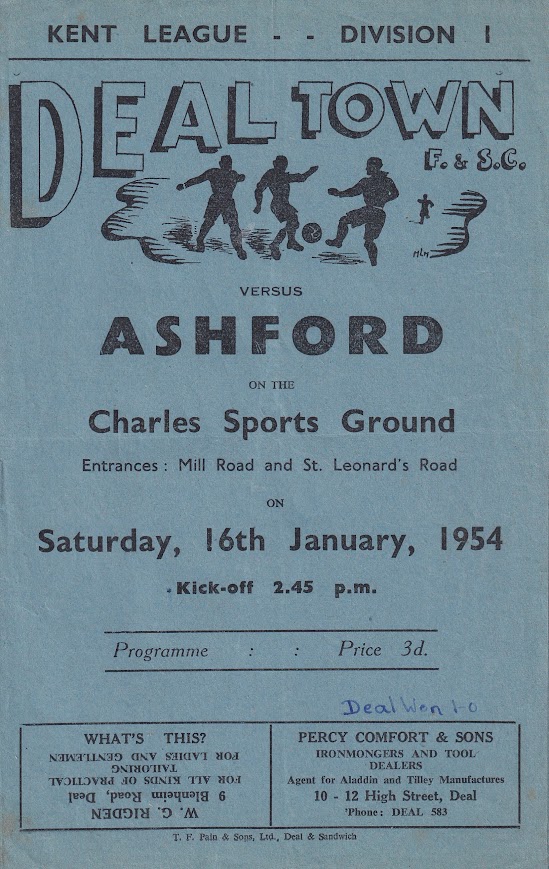 KENT LEAGUE - - DIVISION I
DEAL TOWN
F. & S.C.
MLM
VERSUS
ASHFORD
ON THE
Charles Sports Ground
Entrances: Mill Road and St. Leonard's Road
ON
Saturday, 16th January, 1954
Kick-off 2.45 p.m.
Programme : : Price 3d.
Deal Won 1-0
WHAT'S THIS?
W. G. RIGDEN
9 Blenheim Road, Deal
FOR ALL KINDS OF PRACTICAL
TAILORING
FOR LADIES AND GENTLEMEN
PERCY COMFORT & SONS
IRONMONGERS AND TOOL
DEALERS
Agent for Aladdin and Tilley Manufactures
10 - 12 High Street, Deal
'Phone: DEAL 583
T. F. Pain & Sons, Ltd., Deal & Sandwich